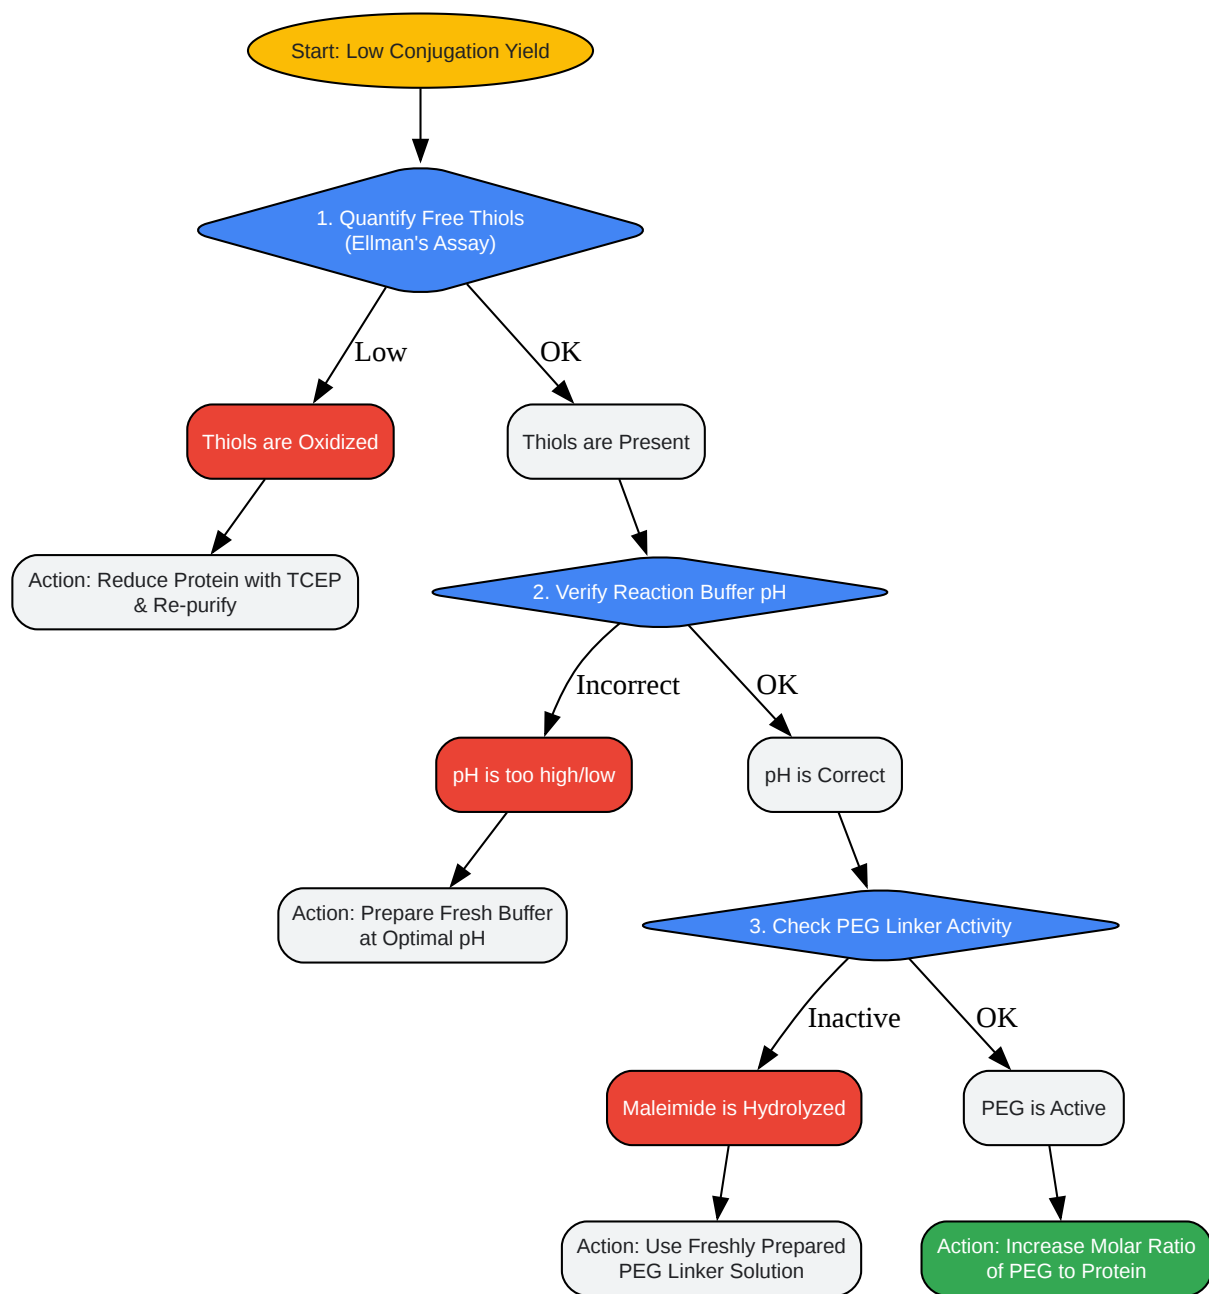 Start: Low Conjugation Yield
1. Quantify Free Thiols
(Ellman's Assay)
Low
OK
Thiols are Oxidized
Thiols are Present
Action: Reduce Protein with TCEP
& Re-purify
2. Verify Reaction Buffer pH
Incorrect
OK
pH is too high/low
pH is Correct
Action: Prepare Fresh Buffer
at Optimal pH
3. Check PEG Linker Activity
Inactive
OK
Maleimide is Hydrolyzed
PEG is Active
Action: Use Freshly Prepared
PEG Linker Solution
Action: Increase Molar Ratio
of PEG to Protein